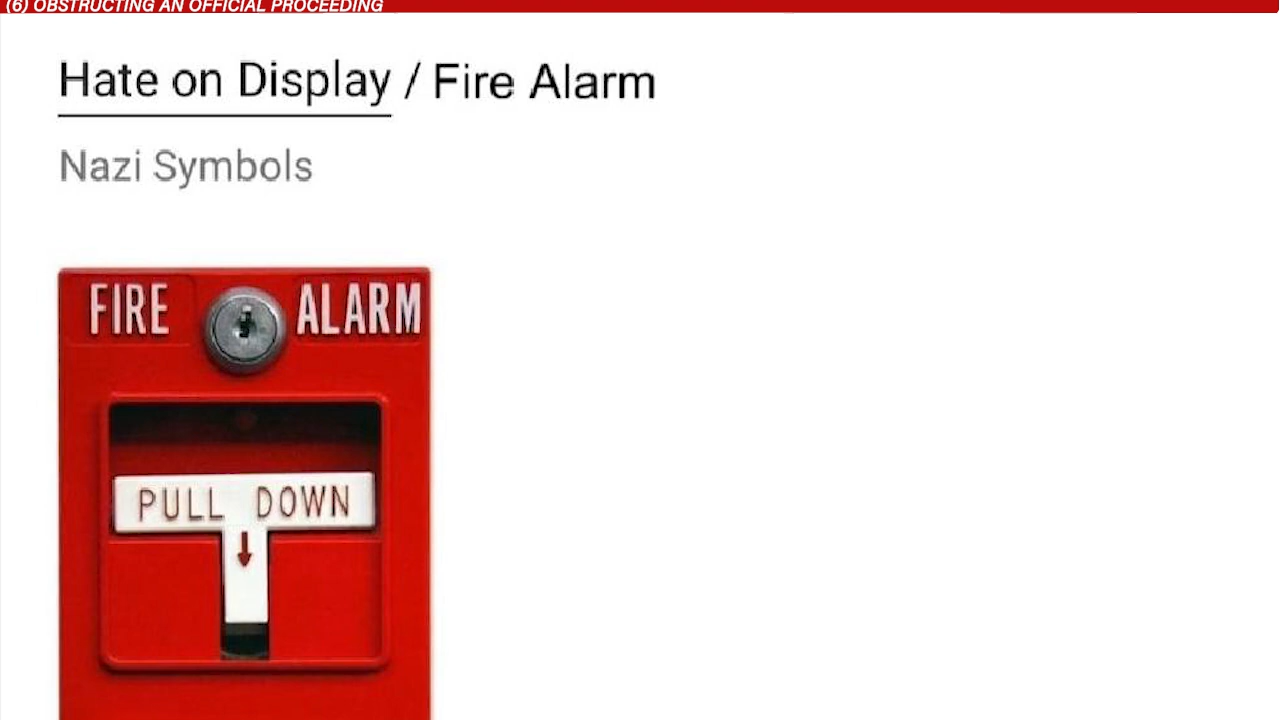 (6) OBSTRUCTING AN OFFICIAL PROCEEDING
Hate on Display / Fire Alarm
Nazi Symbols
FIRE ALARM
PULL DOWN